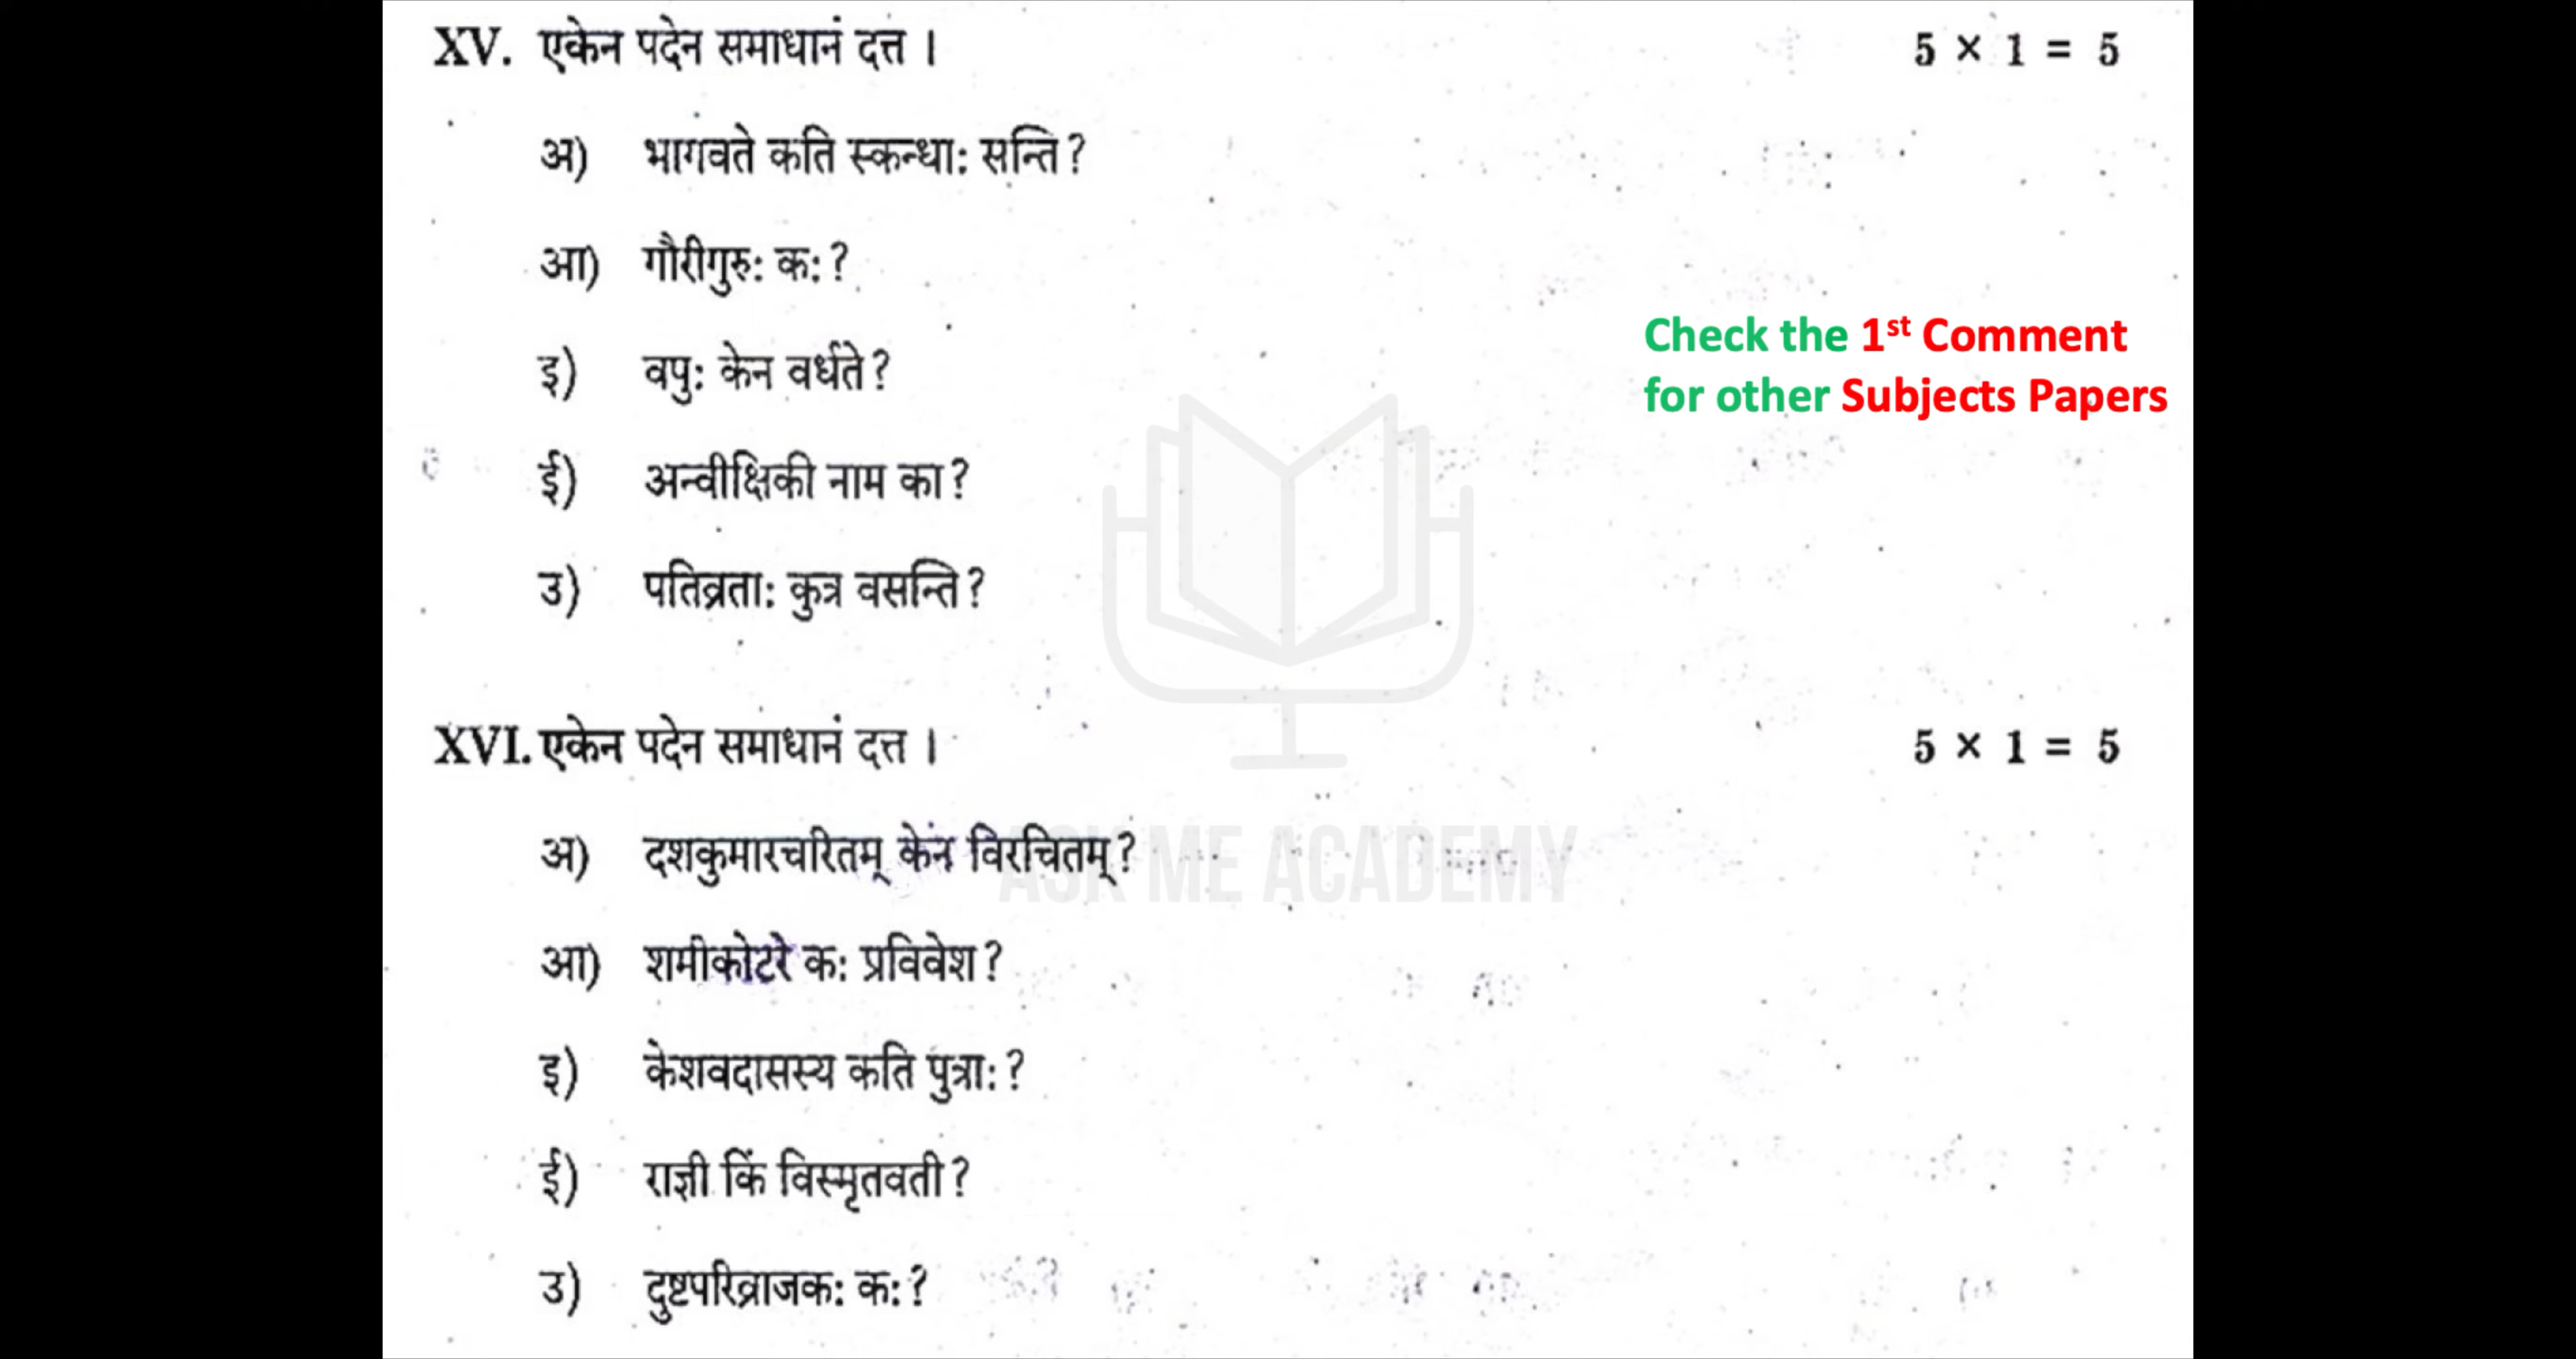 XV. एकेन पदेन समाधानं दत्त । 5 × 1 = 5
अ) भागवते कति स्कन्धाः सन्ति?
आ) गौरीगुरुः कः?
Check the 1st Comment
for other Subjects Papers
इ) वपुः केन वर्धते?
ई) अन्वीक्षिकी नाम का?
उ) पतिव्रताः कुत्र वसन्ति?
XVI. एकेन पदेन समाधानं दत्त । 5 × 1 = 5
अ) दशकुमारचरितम् केन विरचितम्?
ASK ME ACADEMY
आ) शमीकोटरे कः प्रविवेश?
इ) केशवदासस्य कति पुत्राः?
ई) राज्ञी किं विस्मृतवती?
उ) दुष्टपरिव्राजकः कः?